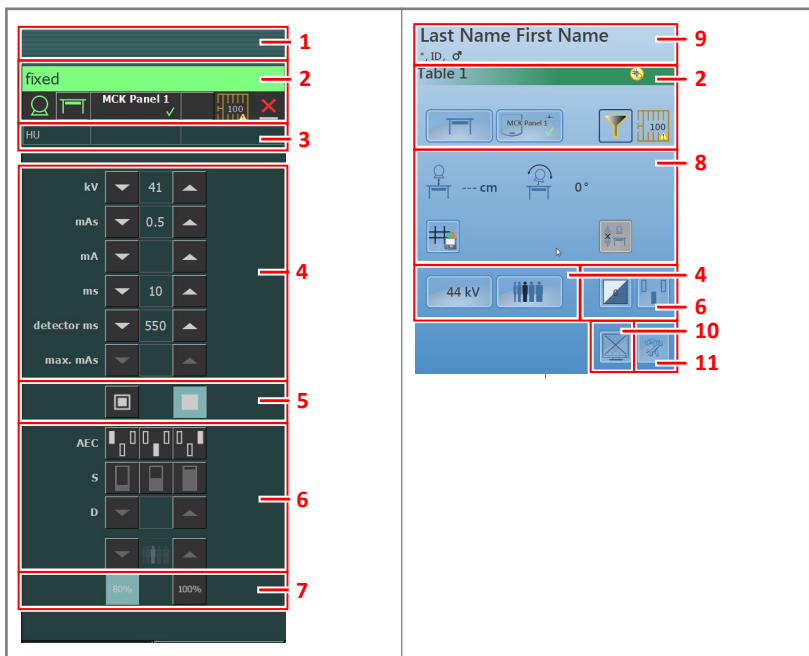 1
fixed
2
MCK Panel 1
100
HU
3
kV 41
mAs 0.5
mA
4
ms 10
detector ms 550
max. mAs
5
AEC
S
6
D
80% 100%
7
Last Name First Name
9
*, ID, ♂
Table 1
2
MCK Panel 1
100
8
--- cm 0°
4
44 kV
0
6
10
11